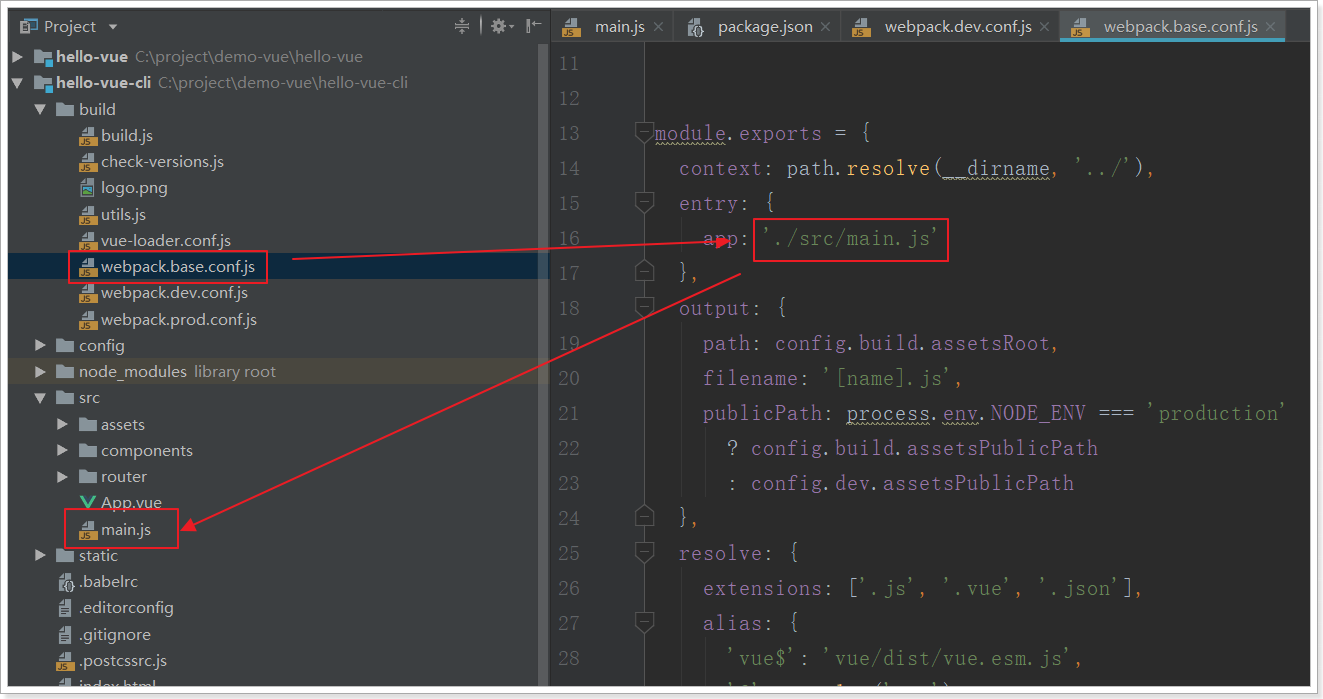 Project
hello-vue C:\project\demo-vue\hello-vue
hello-vue-cli C:\project\demo-vue\hello-vue-cli
build
build.js
check-versions.js
logo.png
utils.js
vue-loader.conf.js
webpack.base.conf.js
webpack.dev.conf.js
webpack.prod.conf.js
config
node_modules library root
src
assets
components
router
App.vue
main.js
static
.babelrc
.editorconfig
.gitignore
.postcssrc.js
index.html
main.js package.json webpack.dev.conf.js webpack.base.conf.js
11
12
13 module.exports = {
14 context: path.resolve(__dirname, '../'),
15 entry: {
16 app: './src/main.js'
17 },
18 output: {
19 path: config.build.assetsRoot,
20 filename: '[name].js',
21 publicPath: process.env.NODE_ENV === 'production'
22 ? config.build.assetsPublicPath
23 : config.dev.assetsPublicPath
24 },
25 resolve: {
26 extensions: ['.js', '.vue', '.json'],
27 alias: {
28 'vue$': 'vue/dist/vue.esm.js',